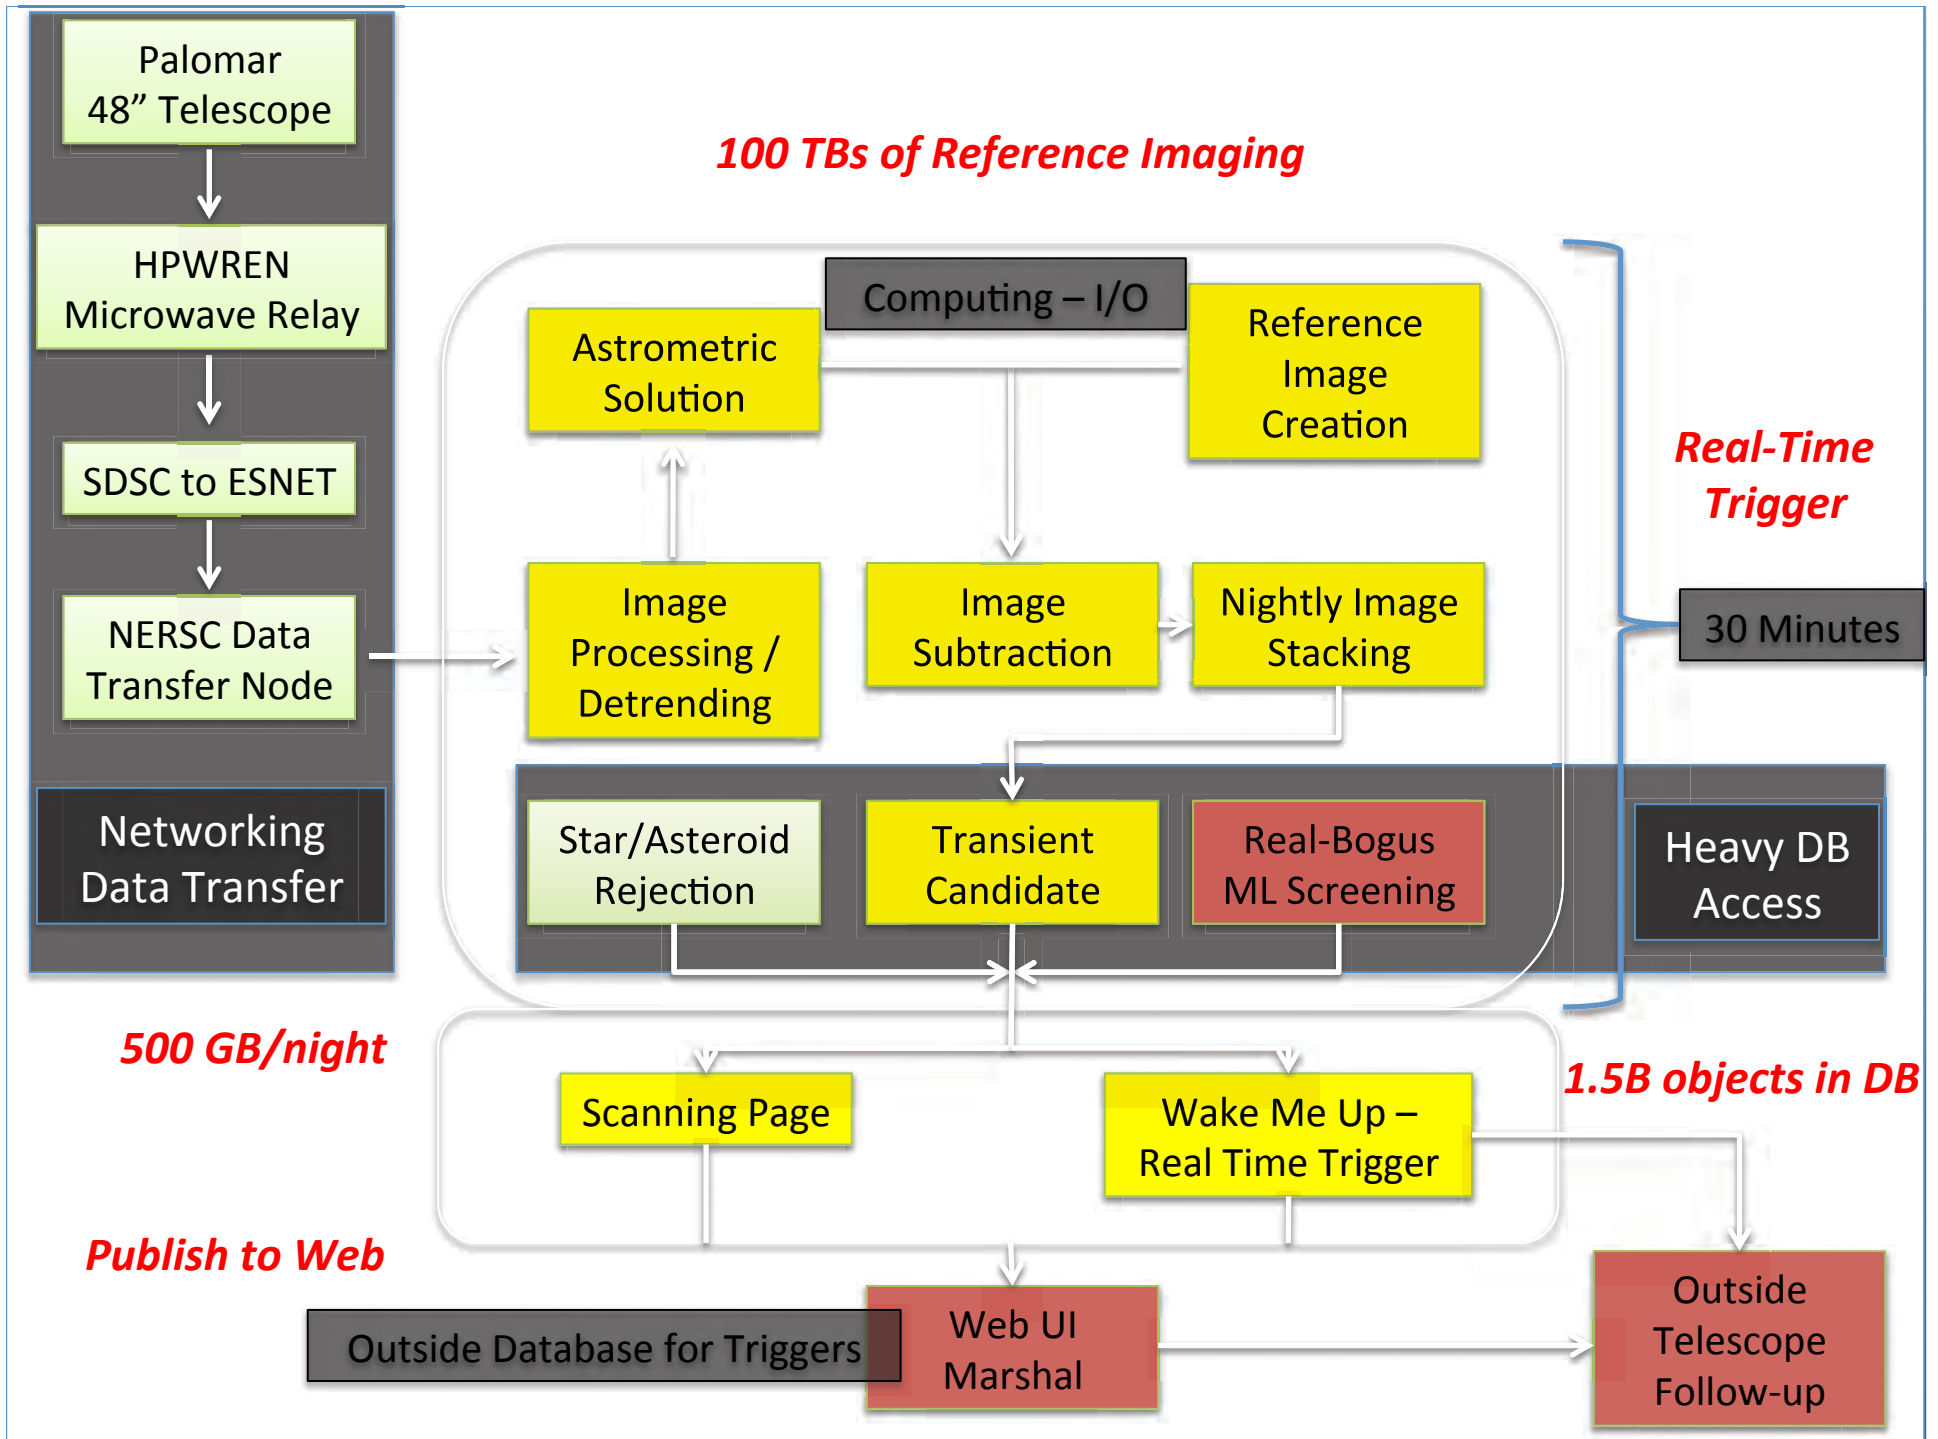 Palomar
48” Telescope
HPWREN
Microwave Relay
SDSC to ESNET
NERSC Data
Transfer Node
Networking
Data Transfer
500 GB/night
Publish to Web
100 TBs of Reference Imaging
Computing – I/O
Astrometric
Solution
Reference
Image
Creation
Image
Processing /
Detrending
Image
Subtraction
Nightly Image
Stacking
Star/Asteroid
Rejection
Transient
Candidate
Real-Bogus
ML Screening
Heavy DB
Access
Real-Time
Trigger
30 Minutes
1.5B objects in DB
Scanning Page
Wake Me Up –
Real Time Trigger
Outside Database for Triggers
Web UI
Marshal
Outside
Telescope
Follow-up